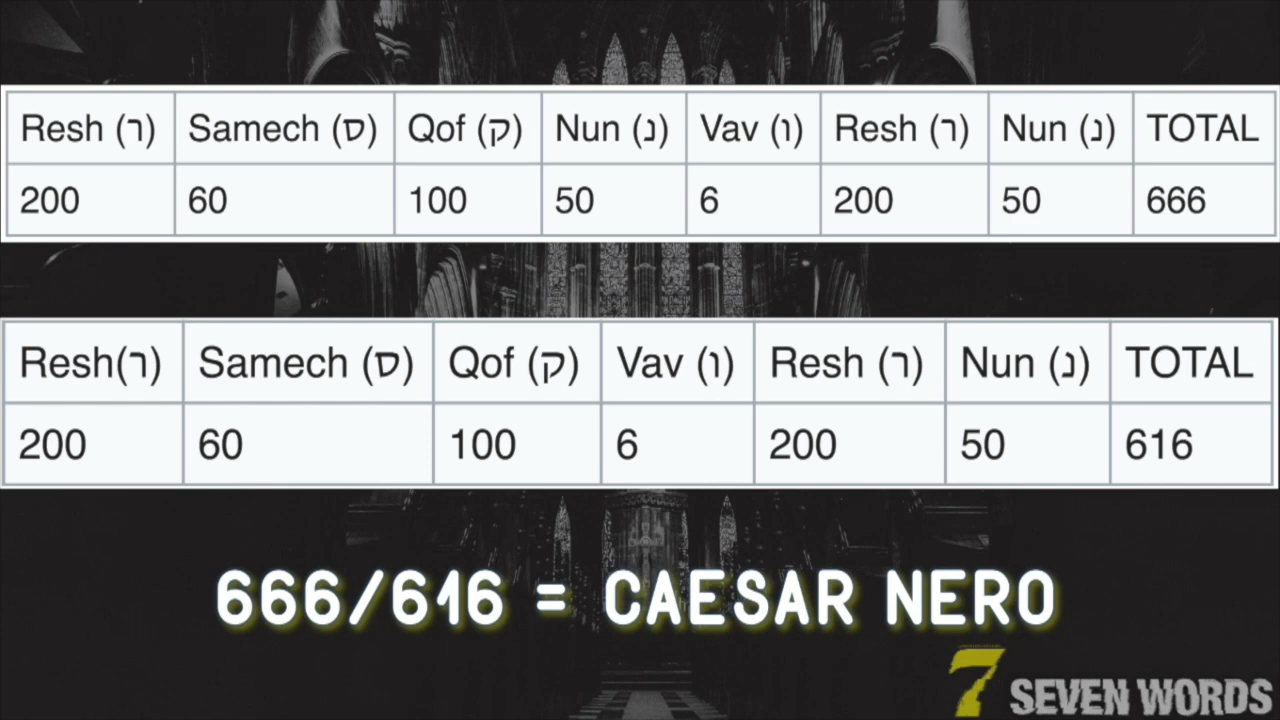 Resh (ר) Samech (ס) Qof (ק) Nun (נ) Vav (ו) Resh (ר) Nun (נ) TOTAL
200 60 100 50 6 200 50 666
Resh(ר) Samech (ס) Qof (ק) Vav (ו) Resh (ר) Nun (נ) TOTAL
200 60 100 6 200 50 616
666/616 = CAESAR NERO
7 SEVEN WORDS